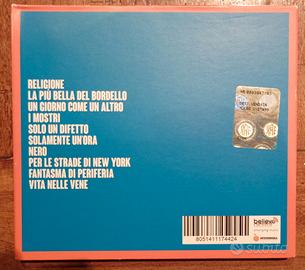 RELIGIONE
LA PIÙ BELLA DEL BORDELLO
UN GIORNO COME UN ALTRO
I MOSTRI
SOLO UN DIFETTO
SOLAMENTE UN'ORA
NERO
PER LE STRADE DI NEW YORK
FANTASMA DI PERIFERIA
VITA NELLE VENE
believe
8051411174424
subito